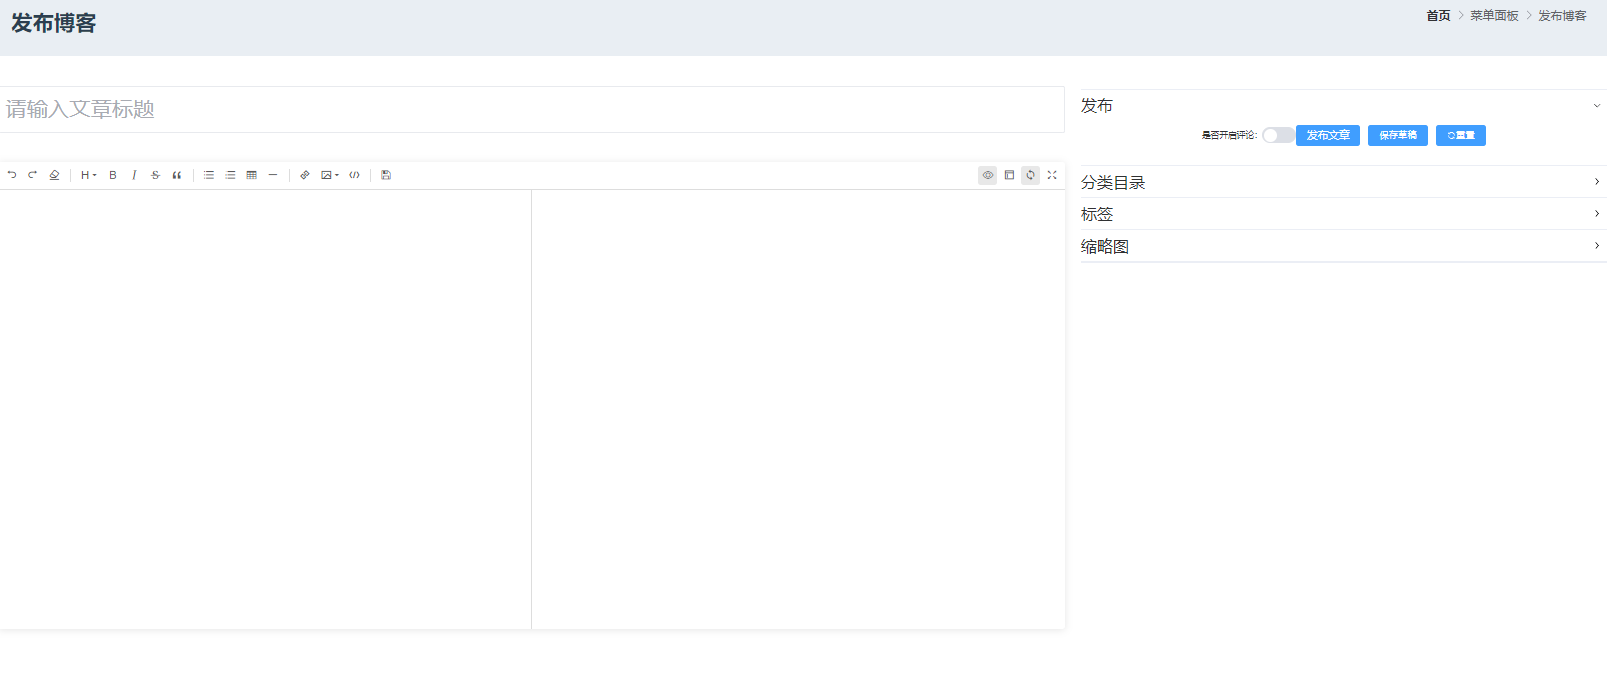 发布博客
首页 > 菜单面板 > 发布博客
请输入文章标题
发布
是否开启评论: 发布文章 保存草稿 重置
H B I S
分类目录
标签
缩略图